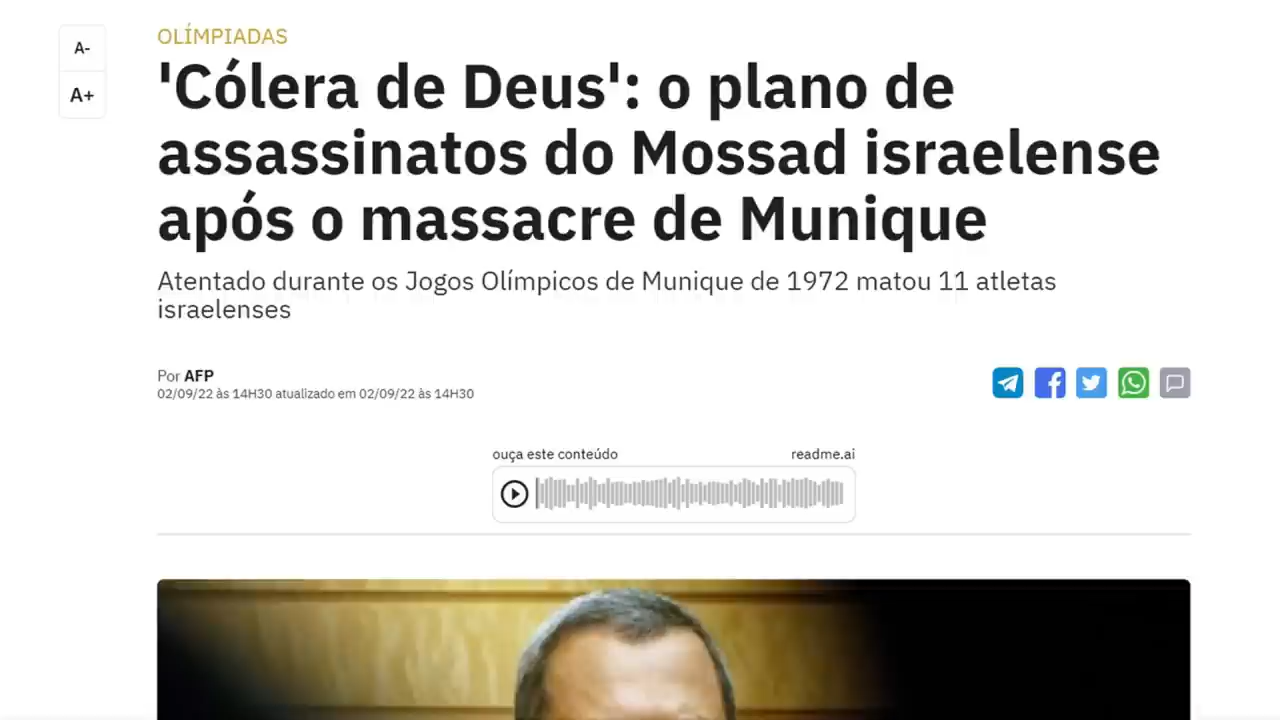 A-
A+
OLÍMPIADAS
'Cólera de Deus': o plano de
assassinatos do Mossad israelense
após o massacre de Munique
Atentado durante os Jogos Olímpicos de Munique de 1972 matou 11 atletas
israelenses
Por AFP
02/09/22 às 14H30 atualizado em 02/09/22 às 14H30
ouça este conteúdo readme.ai